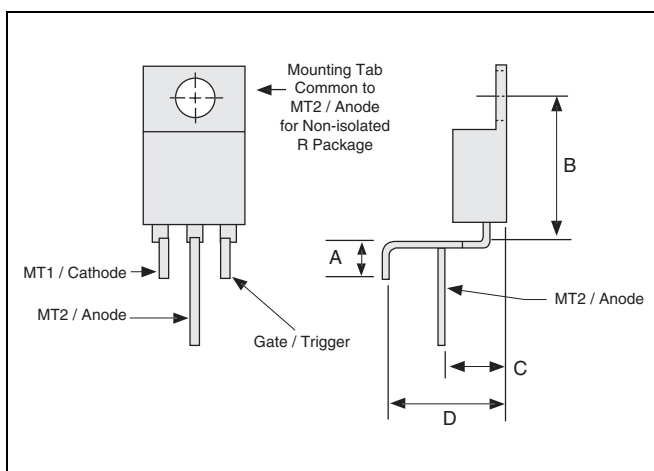 Mounting Tab
Common to
MT2 / Anode
for Non-isolated
R Package
B
A
MT1 / Cathode
MT2 / Anode
MT2 / Anode
Gate / Trigger
C
D